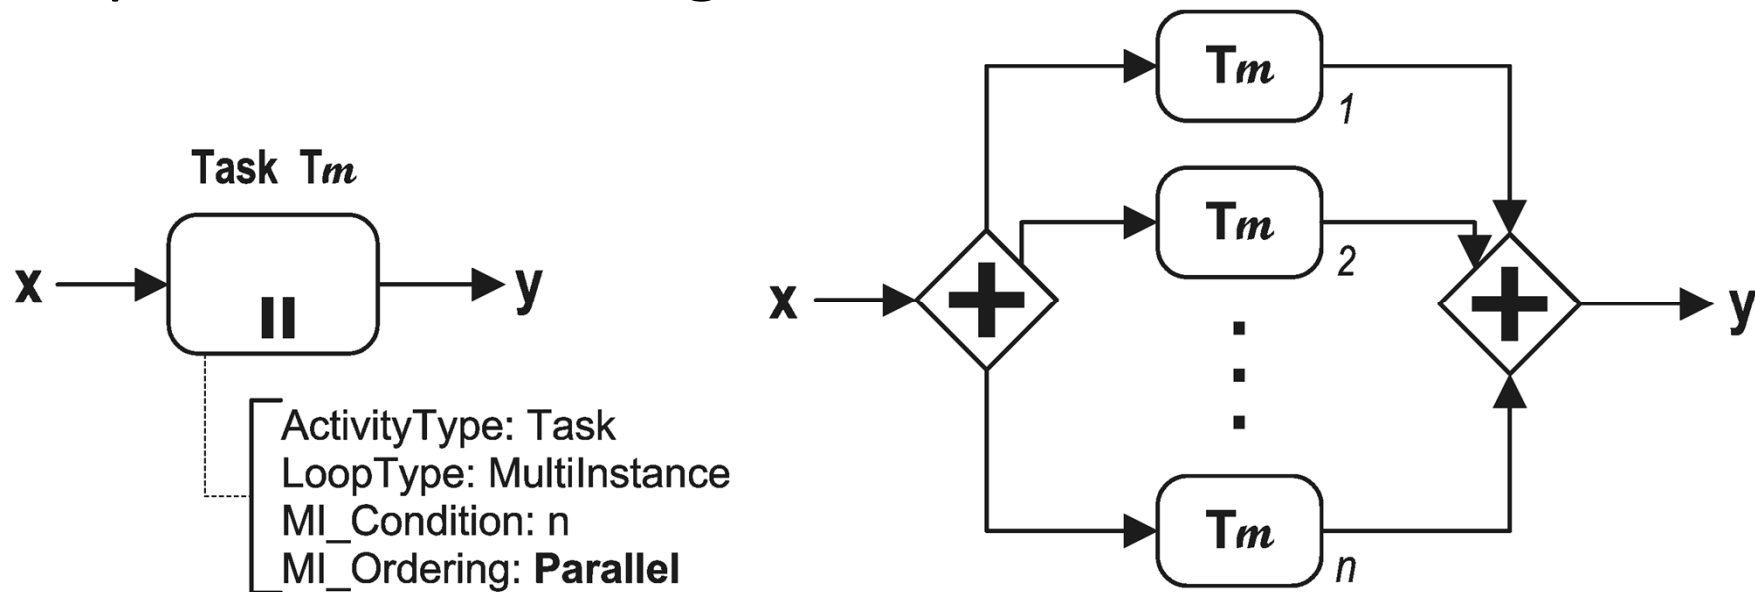 Task Tm
x
y
ActivityType: Task
LoopType: MultiInstance
MI_Condition: n
MI_Ordering: Parallel
x
Tm
1
Tm
2
Tm
n
y